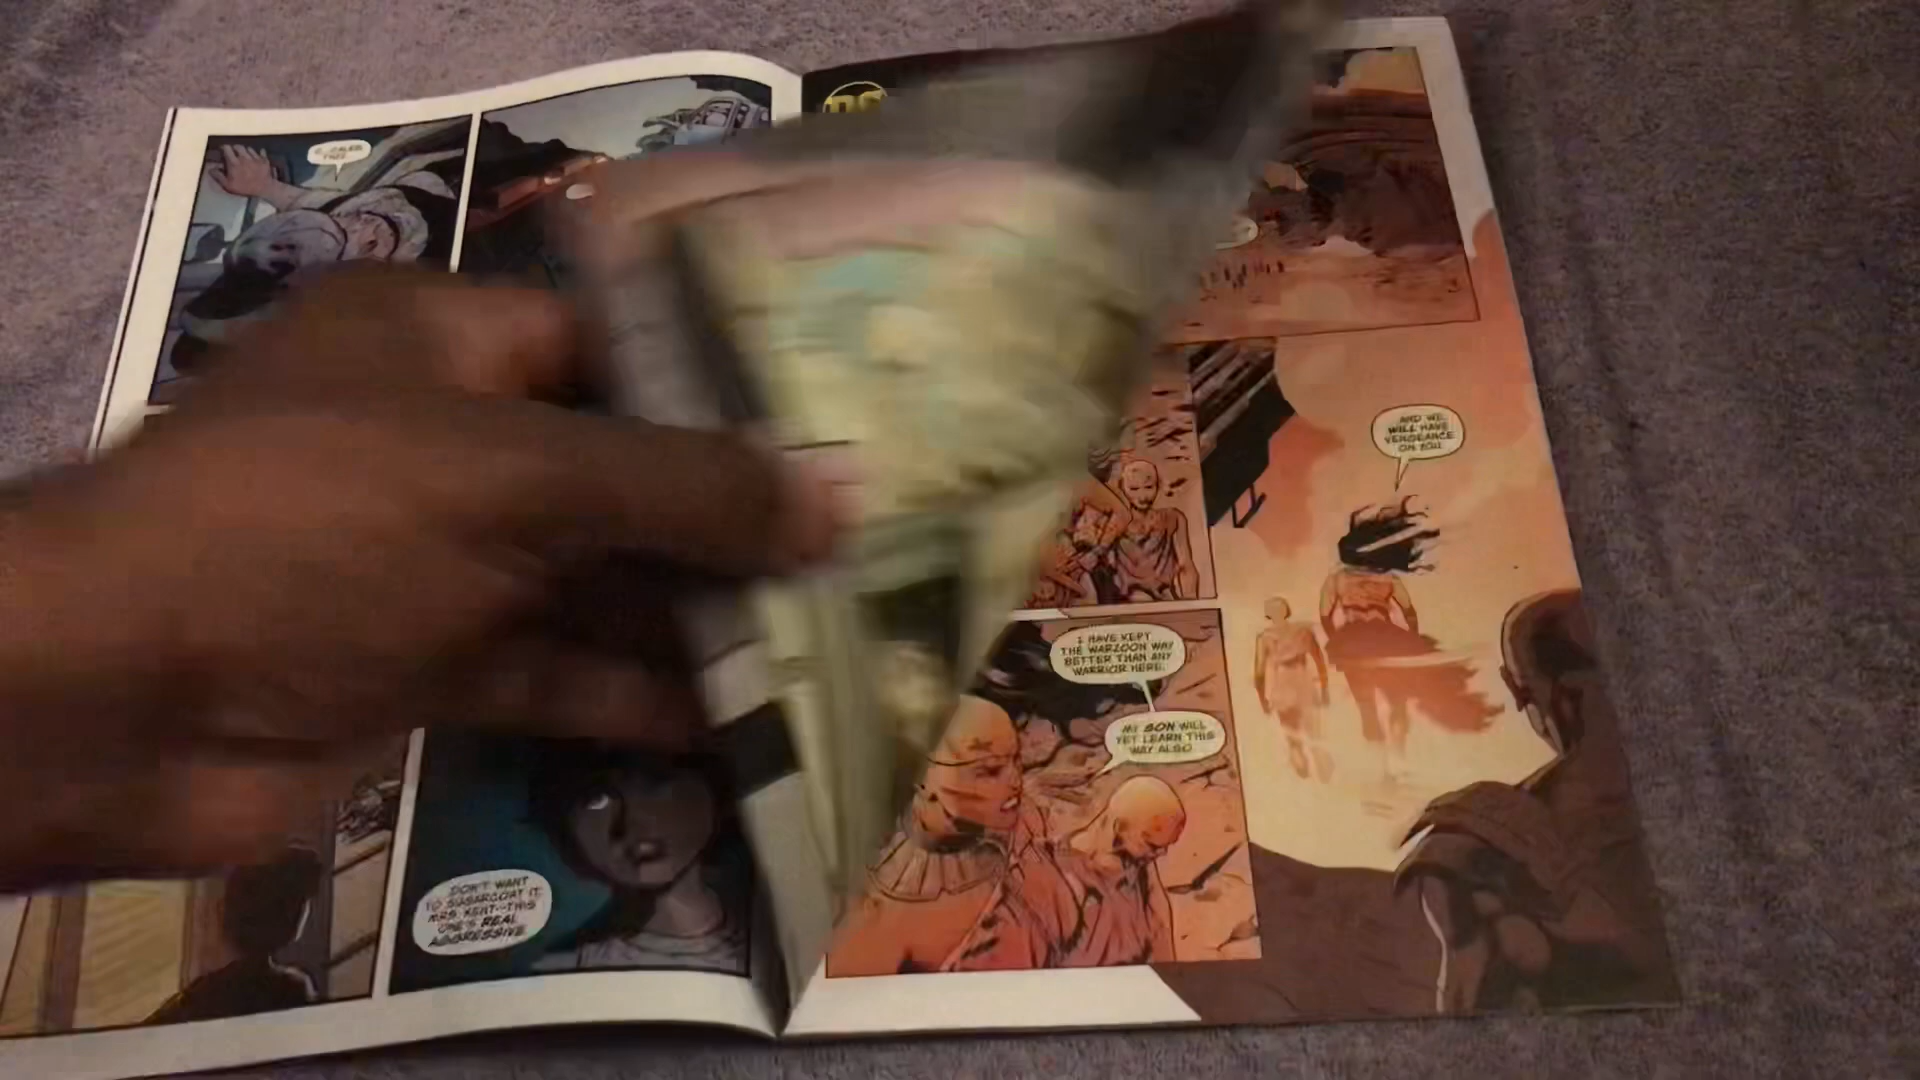 DC
DON'T WANT
TO SUGARCOAT IT,
MRS. KENT--THIS
ONE'S REAL
AGGRESSIVE.
AND WE
WILL HAVE
VENGEANCE
ON YOU.
I HAVE KEPT
THE WARZOON WAY
BETTER THAN ANY
WARRIOR HERE.
MY SON WILL
YET LEARN THIS
WAY ALSO.